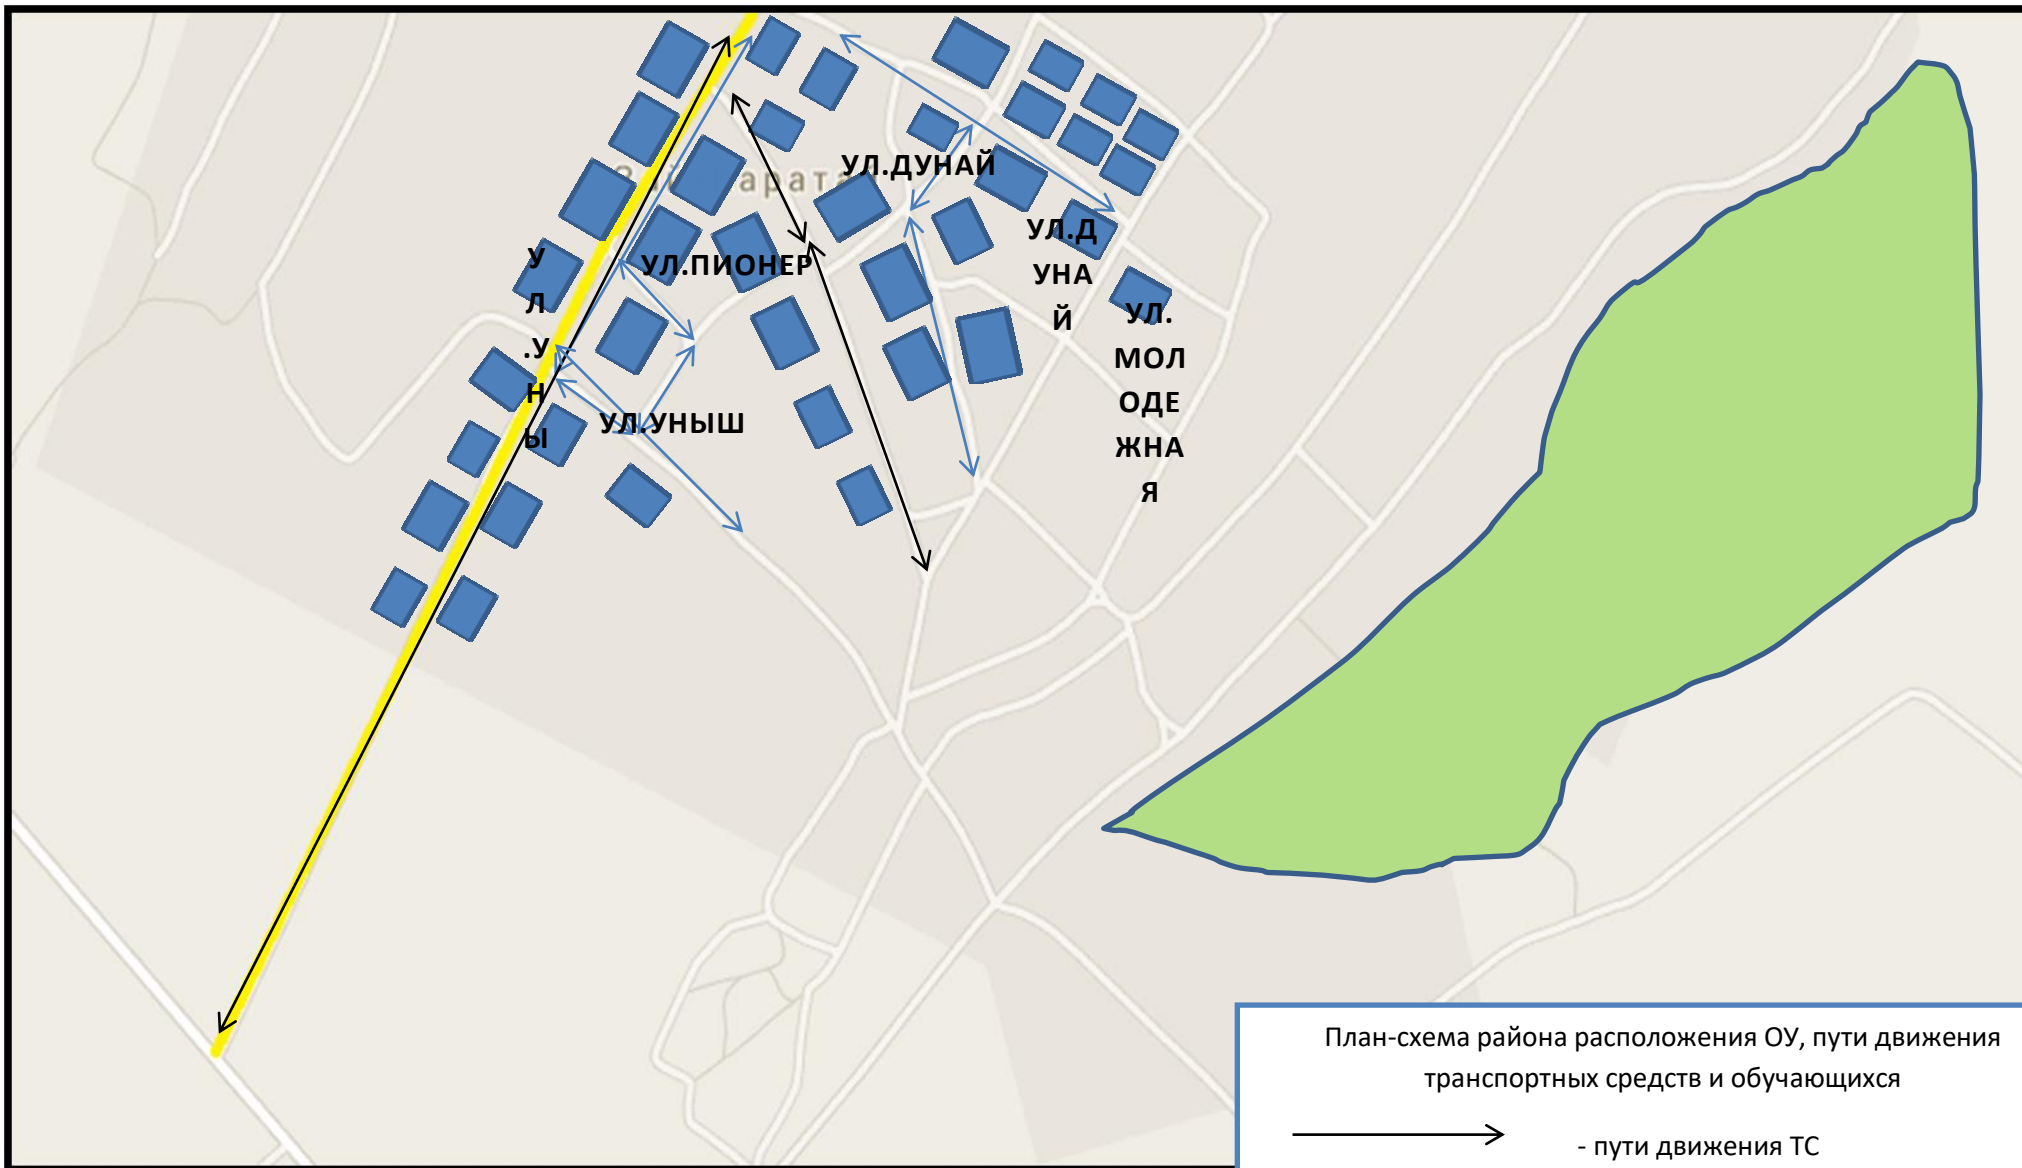 УЛ.ДУНАЙ
УЛ.Д
УНА
Й
УЛ.ПИОНЕР
У
Л
.У
Н
Ы
УЛ.
МОЛ
ОДЕ
ЖНА
Я
УЛ.УНЫШ
План-схема района расположения ОУ, пути движения
транспортных средств и обучающихся
- пути движения ТС